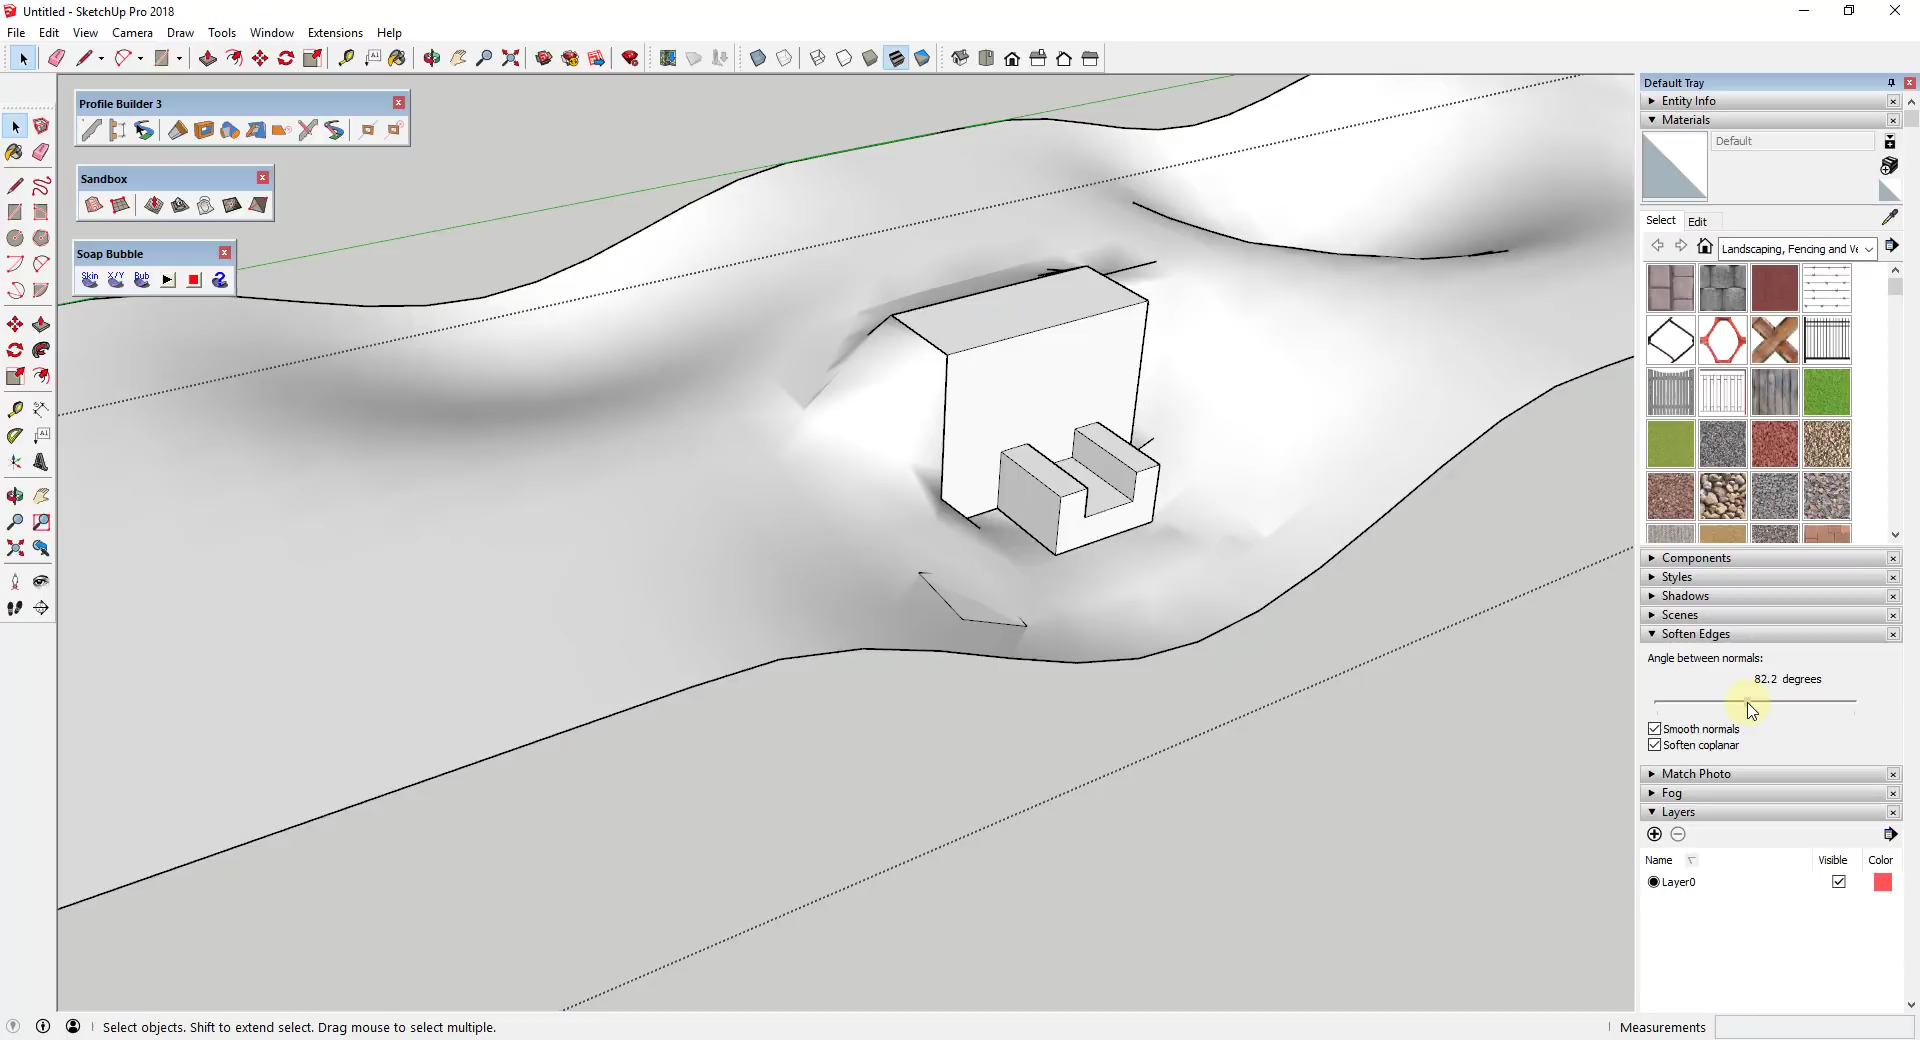 Untitled - SketchUp Pro 2018
File Edit View Camera Draw Tools Window Extensions Help
Default Tray
Entity Info
Materials
Default
Select Edit
Landscaping, Fencing and Ve
Profile Builder 3
Sandbox
Soap Bubble
Skin X/Y Bub
A1
A1
Components
Styles
Shadows
Scenes
Soften Edges
Angle between normals:
82.2 degrees
Smooth normals
Soften coplanar
Match Photo
Fog
Layers
Name Visible Color
Layer0
Select objects. Shift to extend select. Drag mouse to select multiple.
Measurements